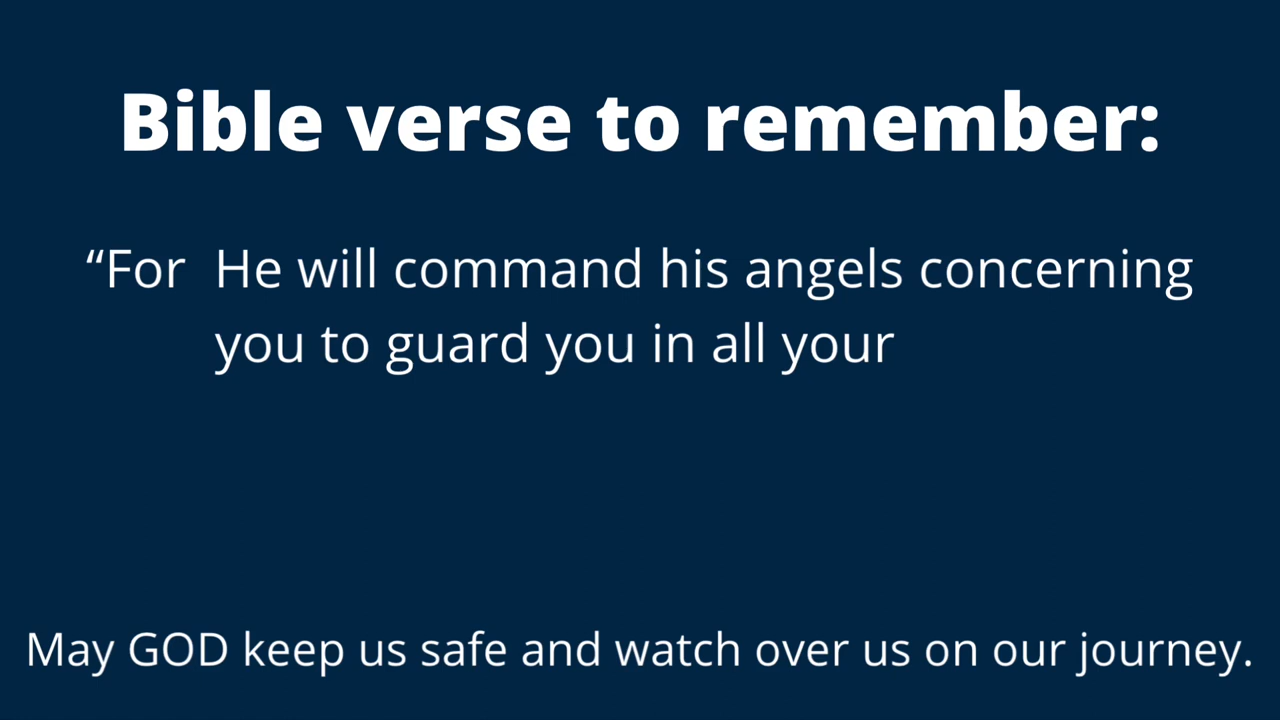 Bible verse to remember:
“For He will command his angels concerning
you to guard you in all your
May GOD keep us safe and watch over us on our journey.